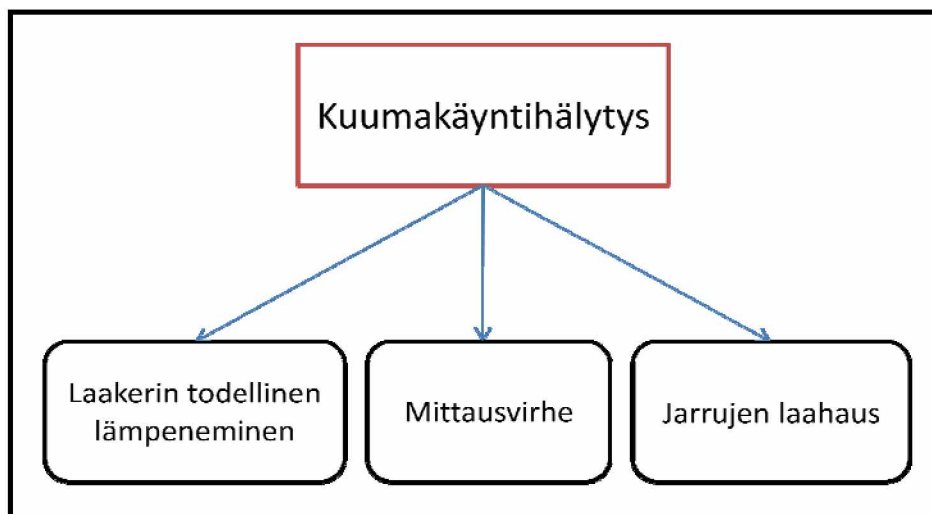 Kuumakäyntihälytys
Laakerin todellinen
lämpeneminen
Mittausvirhe
Jarrujen laahaus